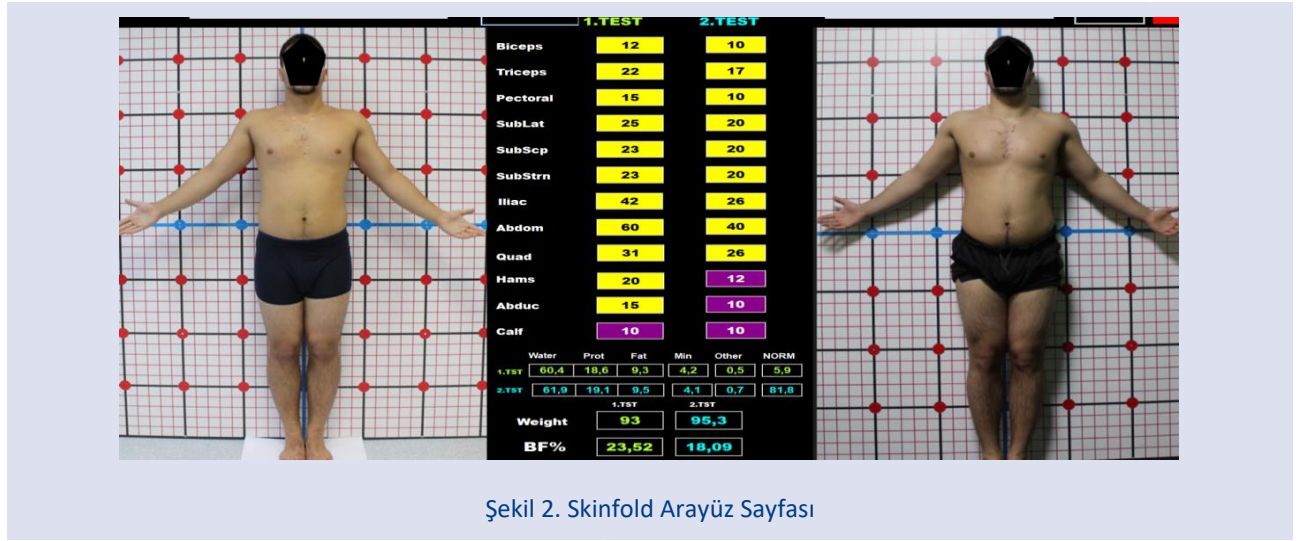 1.TEST 2.TEST
Biceps 12 10
Triceps 22 17
Pectoral 15 10
SubLat 25 20
SubScp 23 20
SubStrn 23 20
Iliac 42 26
Abdom 60 40
Quad 31 26
Hams 20 12
Abduc 15 10
Calf 10 10
Water Prot Fat Min Other NORM
1.TST 60,4 18,6 9,3 4,2 0,5 5,9
2.TST 61,9 19,1 9,5 4,1 0,7 81,8
1.TST 2.TST
Weight 93 95,3
BF% 23,52 18,09
Şekil 2. Skinfold Arayüz Sayfası